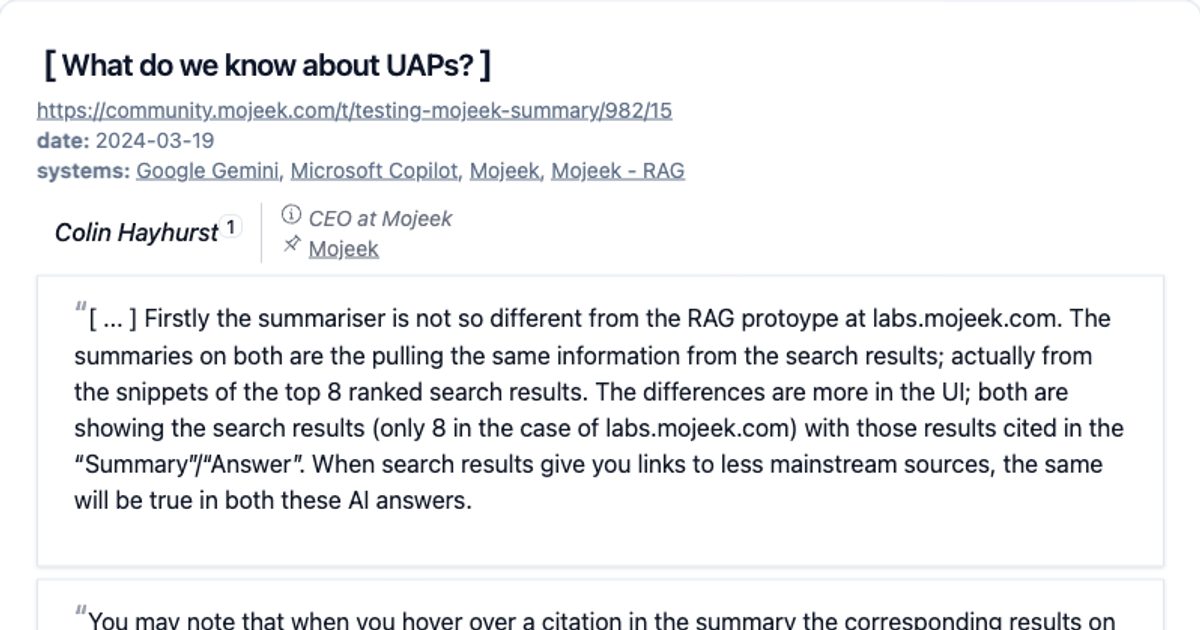 [ What do we know about UAPs? ]
https://community.mojeek.com/t/testing-mojeek-summary/982/15
date: 2024-03-19
systems: Google Gemini, Microsoft Copilot, Mojeek, Mojeek - RAG
Colin Hayhurst 1
CEO at Mojeek
Mojeek
"[ ... ] Firstly the summariser is not so different from the RAG protoype at labs.mojeek.com. The
summaries on both are the pulling the same information from the search results; actually from
the snippets of the top 8 ranked search results. The differences are more in the UI; both are
showing the search results (only 8 in the case of labs.mojeek.com) with those results cited in the
“Summary”/“Answer”. When search results give you links to less mainstream sources, the same
will be true in both these AI answers.
"You may note that when you hover over a citation in the summary the corresponding results on